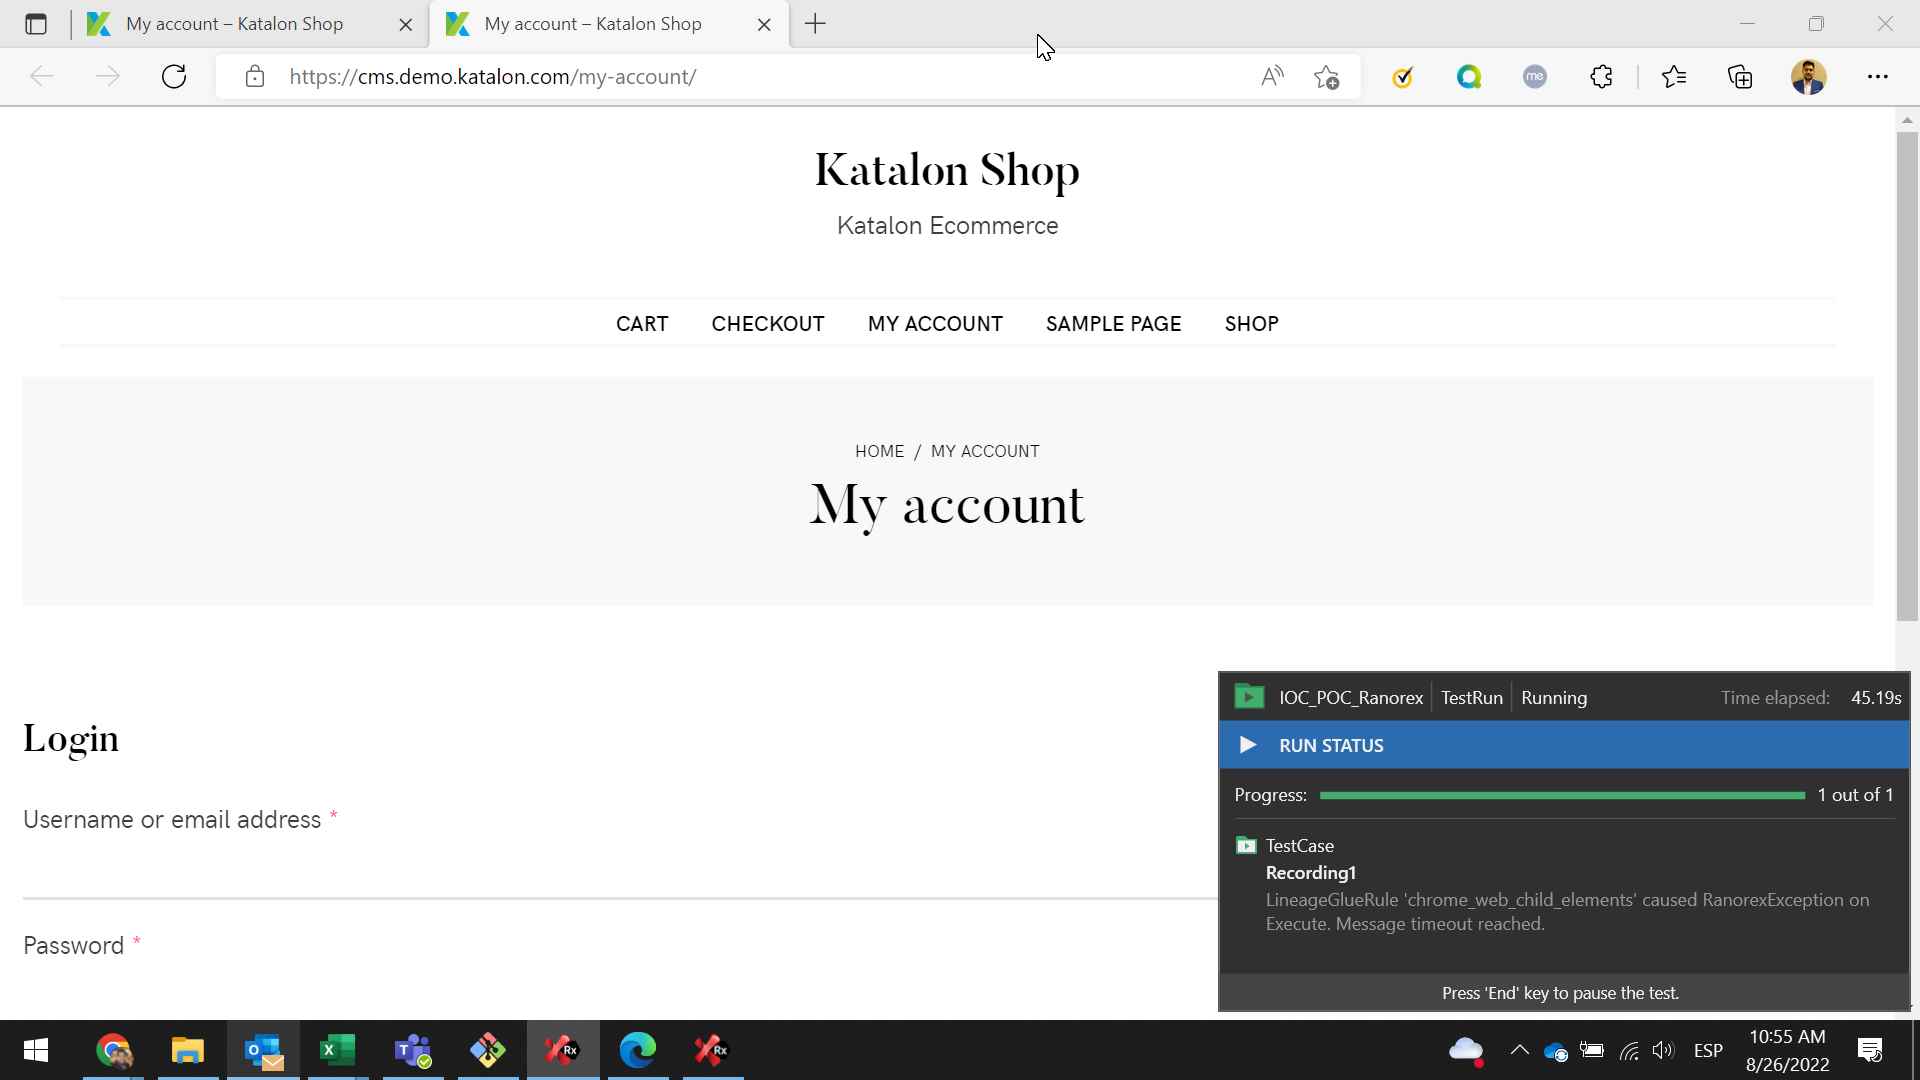 My account – Katalon Shop
My account – Katalon Shop
https://cms.demo.katalon.com/my-account/
me
Katalon Shop
Katalon Ecommerce
CART CHECKOUT MY ACCOUNT SAMPLE PAGE SHOP
HOME / MY ACCOUNT
My account
Login
Username or email address *
Password *
IOC_POC_Ranorex TestRun Running Time elapsed: 45.19s
RUN STATUS
Progress: 1 out of 1
TestCase
Recording1
LineageGlueRule 'chrome_web_child_elements' caused RanorexException on
Execute. Message timeout reached.
Press 'End' key to pause the test.
Rx
Rx
ESP
10:55 AM
8/26/2022